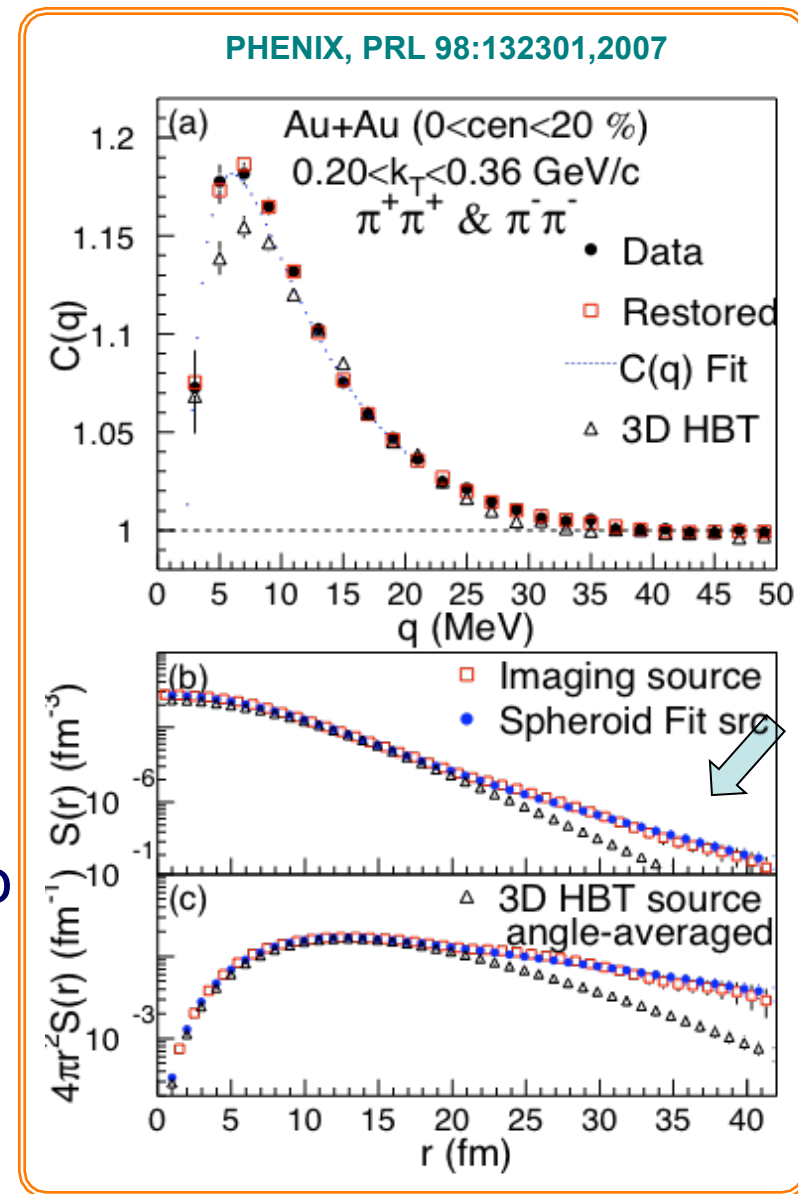 PHENIX, PRL 98:132301,2007
(a) Au+Au (0<cen<20 %)
0.20<k_T<0.36 GeV/c
π⁺π⁺ & π⁻π⁻
Data
Restored
C(q) Fit
3D HBT
C(q)
1.2
1.15
1.1
1.05
1
0 5 10 15 20 25 30 35 40 45 50
q (MeV)
(b)
Imaging source
Spheroid Fit src
S(r) (fm⁻³)
10⁻⁶
10⁻¹
(c)
3D HBT source
angle-averaged
4πr²S(r) (fm⁻¹)
10⁻³
0 5 10 15 20 25 30 35 40
r (fm)